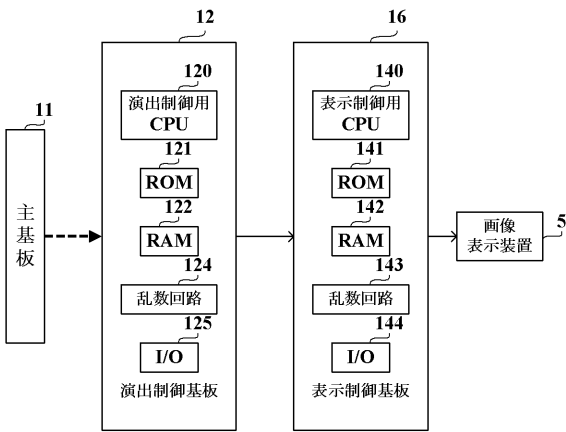 11
主基板
12
120
演出制御用
CPU
121
ROM
122
RAM
124
乱数回路
125
I/O
演出制御基板
16
140
表示制御用
CPU
141
ROM
142
RAM
143
乱数回路
144
I/O
表示制御基板
5
画像
表示装置